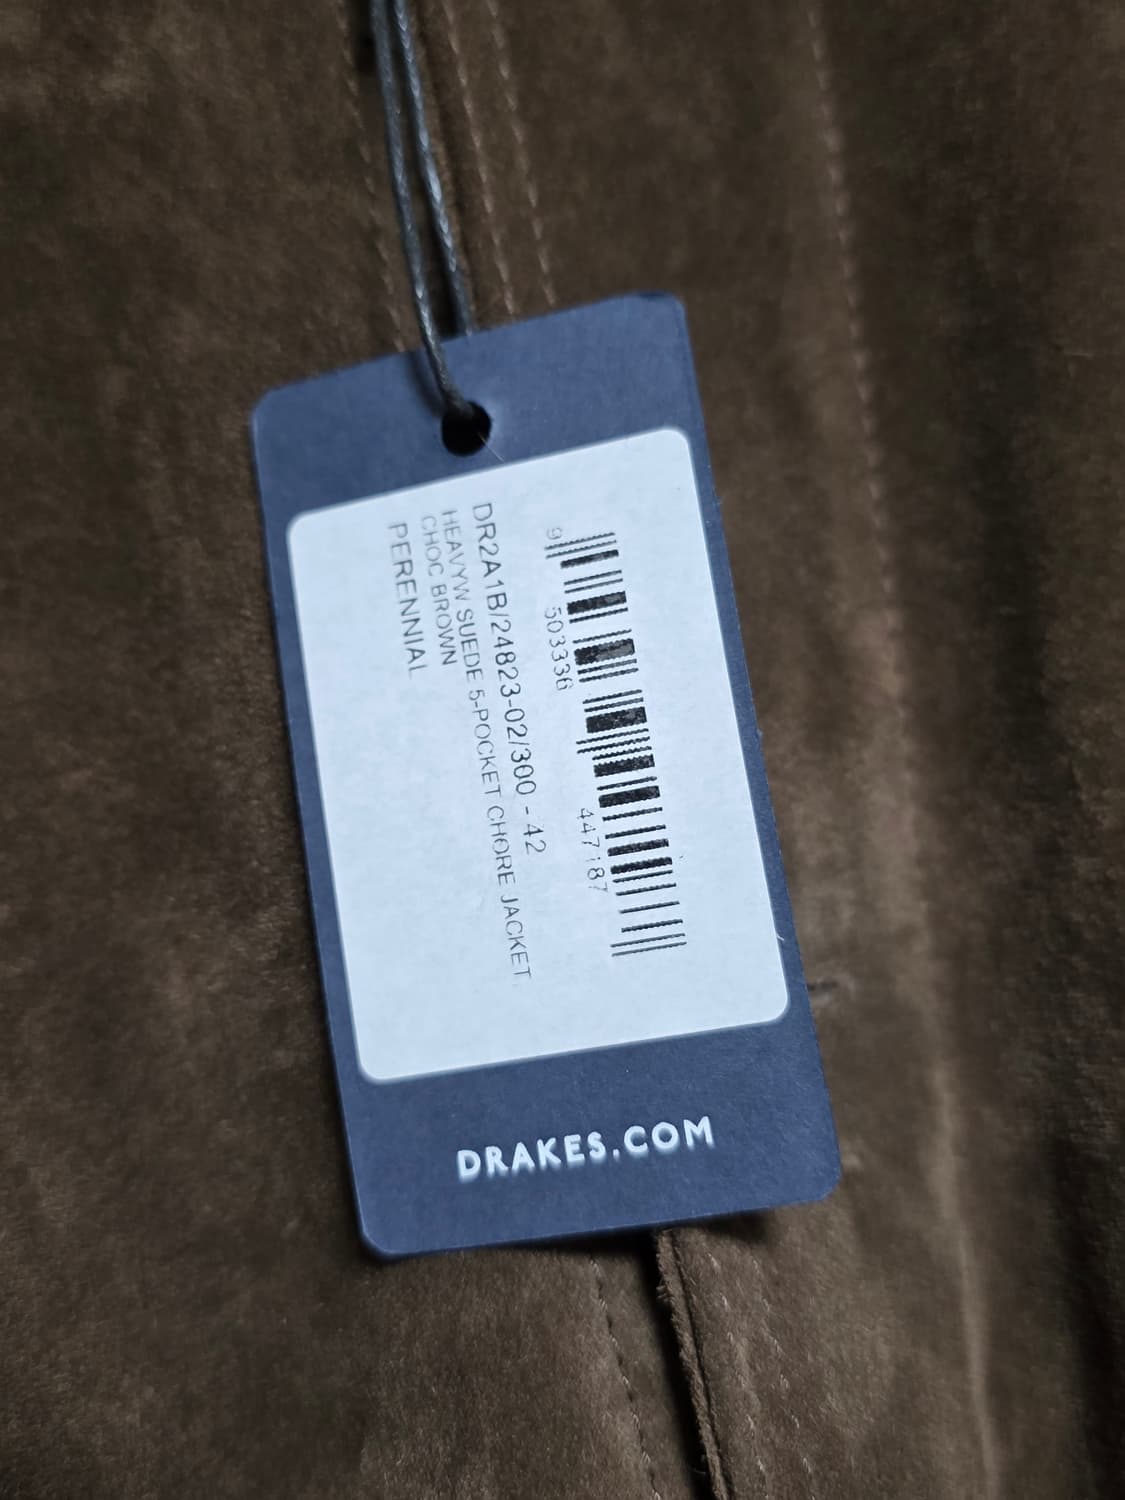 9 503336 447187
DR2A1B/24823-02/300 - 42
HEAVYW SUEDE 5-POCKET CHORE JACKET
CHOC BROWN
PERENNIAL
DRAKES.COM